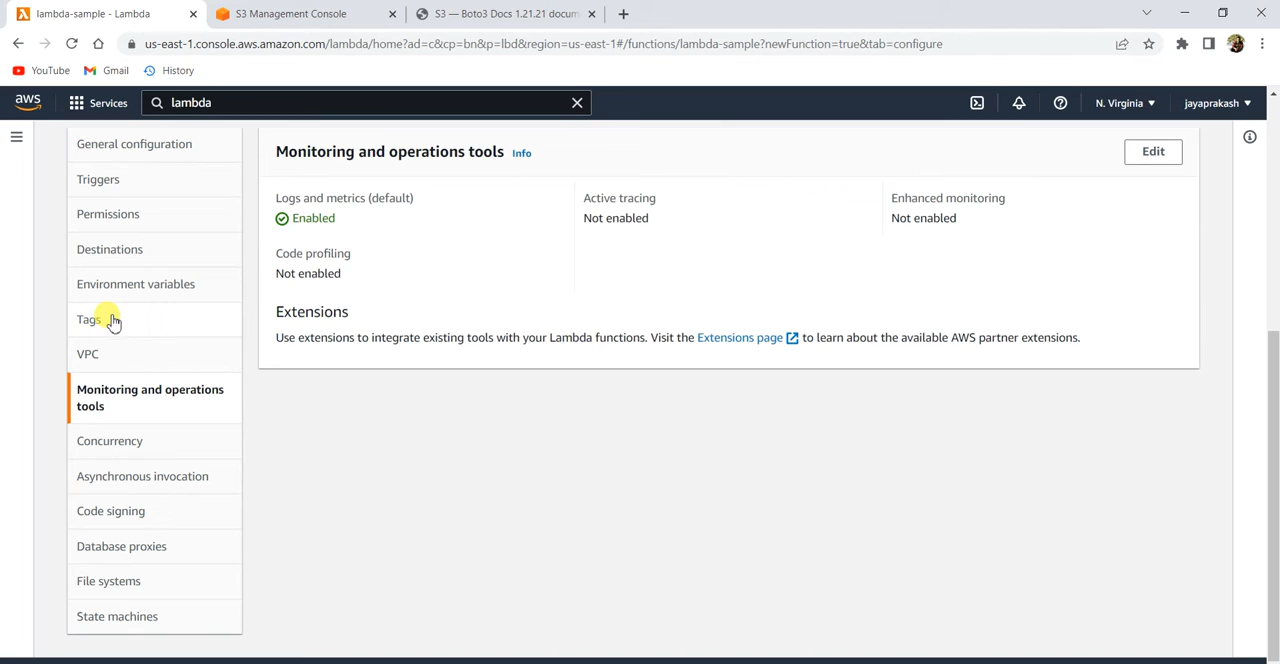 lambda-sample - Lambda
S3 Management Console
S3 — Boto3 Docs 1.21.21 docum
us-east-1.console.aws.amazon.com/lambda/home?ad=c&cp=bn&p=lbd&region=us-east-1#/functions/lambda-sample?newFunction=true&tab=configure
YouTube
Gmail
History
aws
Services
lambda
N. Virginia
jayaprakash
General configuration
Triggers
Permissions
Destinations
Environment variables
Tags
VPC
Monitoring and operations
tools
Concurrency
Asynchronous invocation
Code signing
Database proxies
File systems
State machines
Monitoring and operations tools Info
Edit
Logs and metrics (default)
Enabled
Active tracing
Not enabled
Enhanced monitoring
Not enabled
Code profiling
Not enabled
Extensions
Use extensions to integrate existing tools with your Lambda functions. Visit the Extensions page to learn about the available AWS partner extensions.